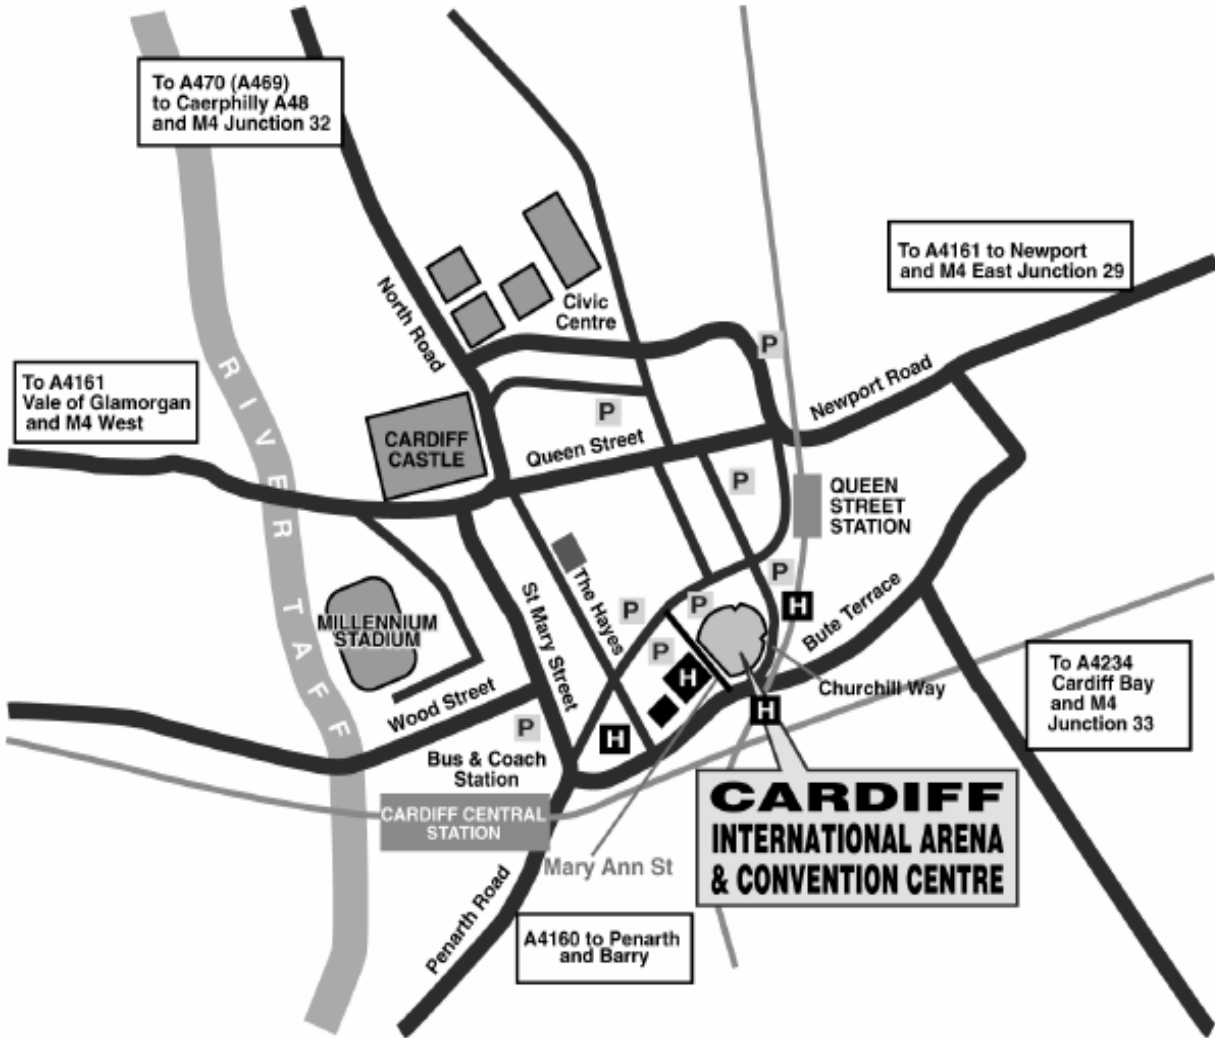 To A470 (A469)
to Caerphilly A48
and M4 Junction 32
To A4161 to Newport
and M4 East Junction 29
North Road
Civic
Centre
P
To A4161
Vale of Glamorgan
and M4 West
RIVER TAFF
Newport Road
P
CARDIFF
CASTLE
Queen Street
P
QUEEN
STREET
STATION
The Hayes
St Mary Street
P
P
P
H
Bute Terrace
MILLENNIUM
STADIUM
P
H
Churchill Way
To A4234
Cardiff Bay
and M4
Junction 33
Wood Street
P
H
H
Bus & Coach
Station
CARDIFF CENTRAL
STATION
CARDIFF
INTERNATIONAL ARENA
& CONVENTION CENTRE
Mary Ann St
Penarth Road
A4160 to Penarth
and Barry